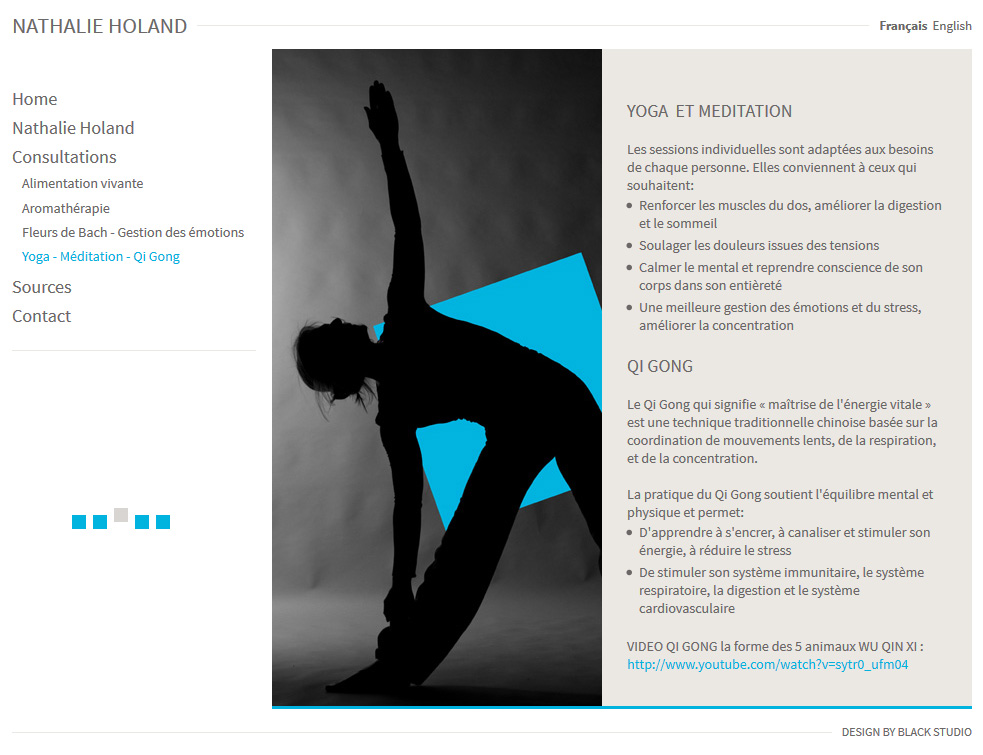 NATHALIE HOLAND
Français English
Home
Nathalie Holand
Consultations
Alimentation vivante
Aromathérapie
Fleurs de Bach - Gestion des émotions
Yoga - Méditation - Qi Gong
Sources
Contact
YOGA ET MEDITATION
Les sessions individuelles sont adaptées aux besoins
de chaque personne. Elles conviennent à ceux qui
souhaitent:
• Renforcer les muscles du dos, améliorer la digestion
et le sommeil
• Soulager les douleurs issues des tensions
• Calmer le mental et reprendre conscience de son
corps dans son entièreté
• Une meilleure gestion des émotions et du stress,
améliorer la concentration
QI GONG
Le Qi Gong qui signifie « maîtrise de l'énergie vitale »
est une technique traditionnelle chinoise basée sur la
coordination de mouvements lents, de la respiration,
et de la concentration.
La pratique du Qi Gong soutient l'équilibre mental et
physique et permet:
• D'apprendre à s'encrer, à canaliser et stimuler son
énergie, à réduire le stress
• De stimuler son système immunitaire, le système
respiratoire, la digestion et le système
cardiovasculaire
VIDEO QI GONG la forme des 5 animaux WU QIN XI :
http://www.youtube.com/watch?v=sytr0_ufm04
DESIGN BY BLACK STUDIO